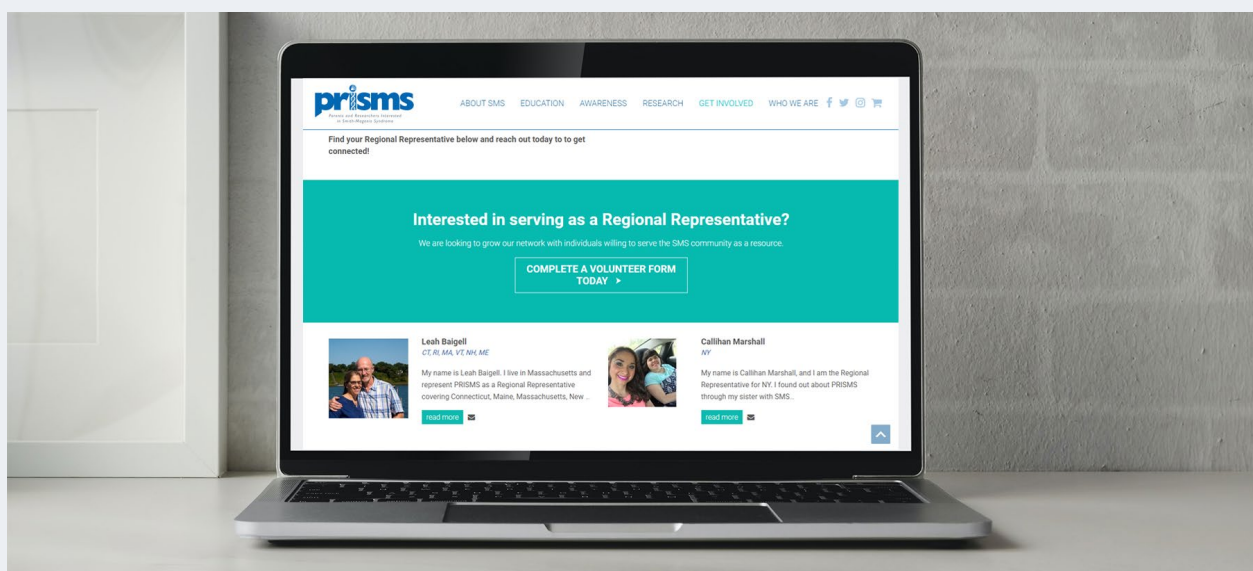 prisms
Parents and Researchers Interested
in Smith-Magenis Syndrome
ABOUT SMS EDUCATION AWARENESS RESEARCH GET INVOLVED WHO WE ARE
Find your Regional Representative below and reach out today to to get
connected!
Interested in serving as a Regional Representative?
We are looking to grow our network with individuals willing to serve the SMS community as a resource.
COMPLETE A VOLUNTEER FORM
TODAY ➤
Leah Baigell
CT, RI, MA, VT, NH, ME
My name is Leah Baigell. I live in Massachusetts and
represent PRISMS as a Regional Representative
covering Connecticut, Maine, Massachusetts, New ..
read more
Callihan Marshall
NY
My name is Callihan Marshall, and I am the Regional
Representative for NY. I found out about PRISMS
through my sister with SMS..
read more